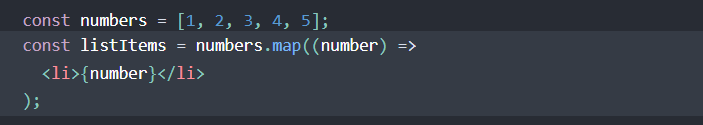 const numbers = [1, 2, 3, 4, 5];
const listItems = numbers.map((number) =>
  <li>{number}</li>
);